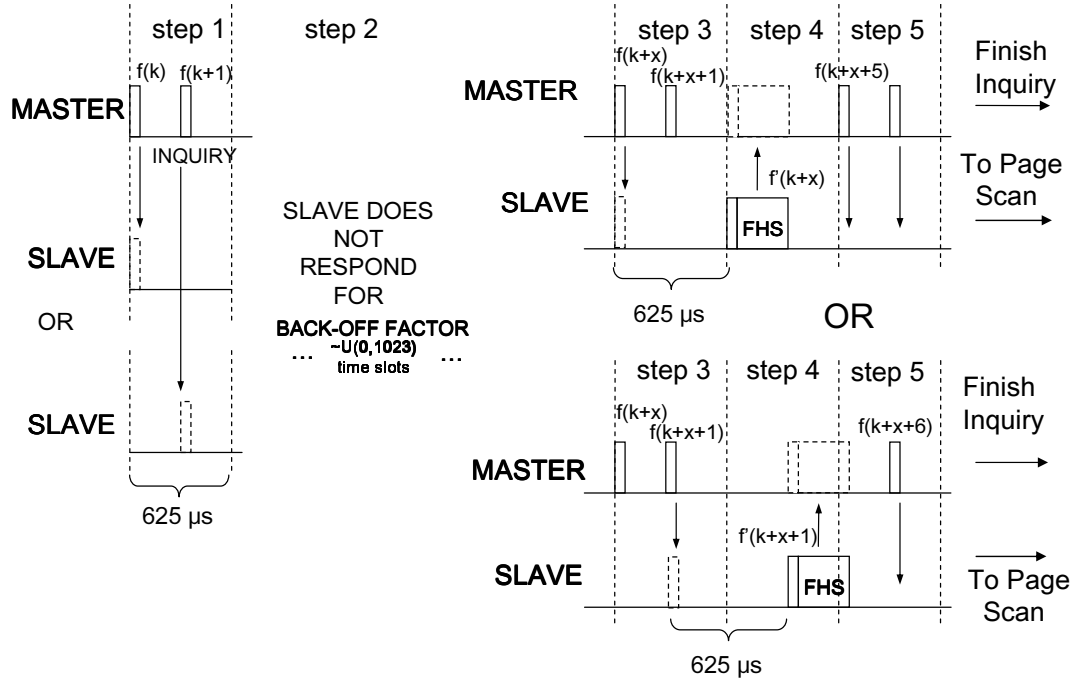 step 1
step 2
f(k)
f(k+1)
MASTER
INQUIRY
SLAVE
OR
SLAVE
625 µs
SLAVE DOES
NOT
RESPOND
FOR
BACK-OFF FACTOR
... ~U(0,1023) ...
time slots
step 3
step 4
step 5
f(k+x)
f(k+x+1)
f(k+x+5)
MASTER
Finish
Inquiry
f'(k+x)
SLAVE
FHS
To Page
Scan
625 µs
OR
step 3
step 4
step 5
f(k+x)
f(k+x+1)
f(k+x+6)
MASTER
Finish
Inquiry
f'(k+x+1)
SLAVE
FHS
To Page
Scan
625 µs